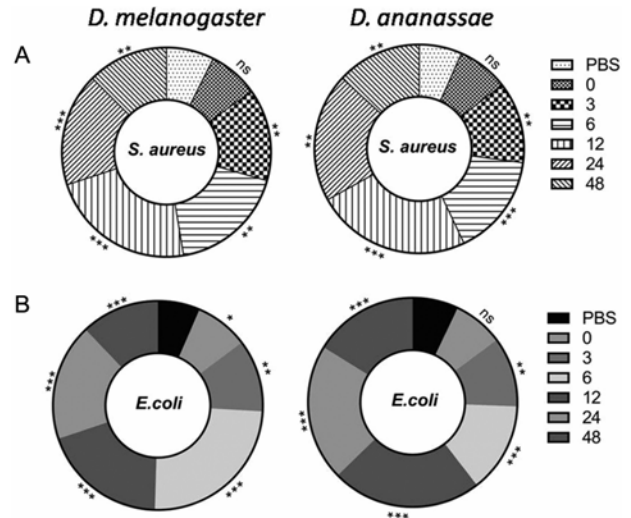 D. melanogaster
D. ananassae
A
**
ns
**
**
***
***
S. aureus
**
ns
**
***
***
**
S. aureus
PBS
0
3
6
12
24
48
B
***
*
**
***
***
***
E.coli
***
ns
**
***
***
***
E.coli
PBS
0
3
6
12
24
48